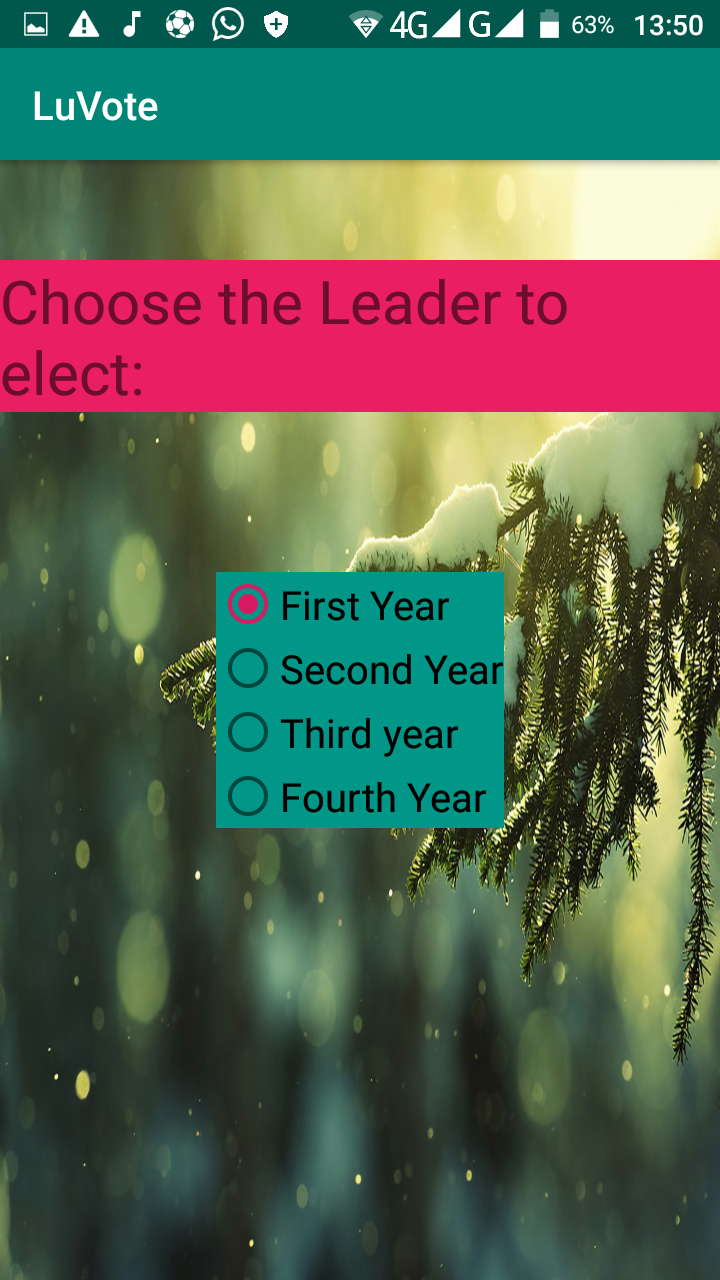 4G G 63% 13:50
LuVote
Choose the Leader to
elect:
First Year
Second Year
Third year
Fourth Year